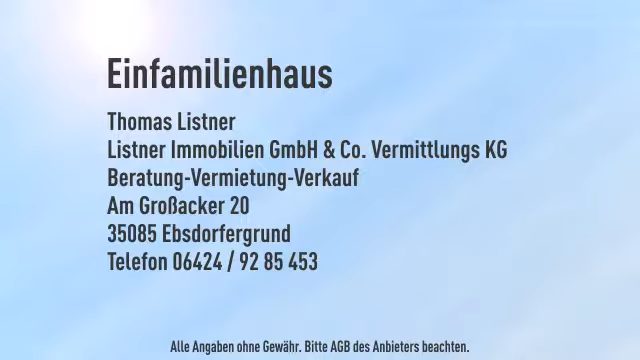 Einfamilienhaus
Thomas Listner
Listner Immobilien GmbH & Co. Vermittlungs KG
Beratung-Vermietung-Verkauf
Am Großacker 20
35085 Ebsdorfergrund
Telefon 06424 / 92 85 453
Alle Angaben ohne Gewähr. Bitte AGB des Anbieters beachten.